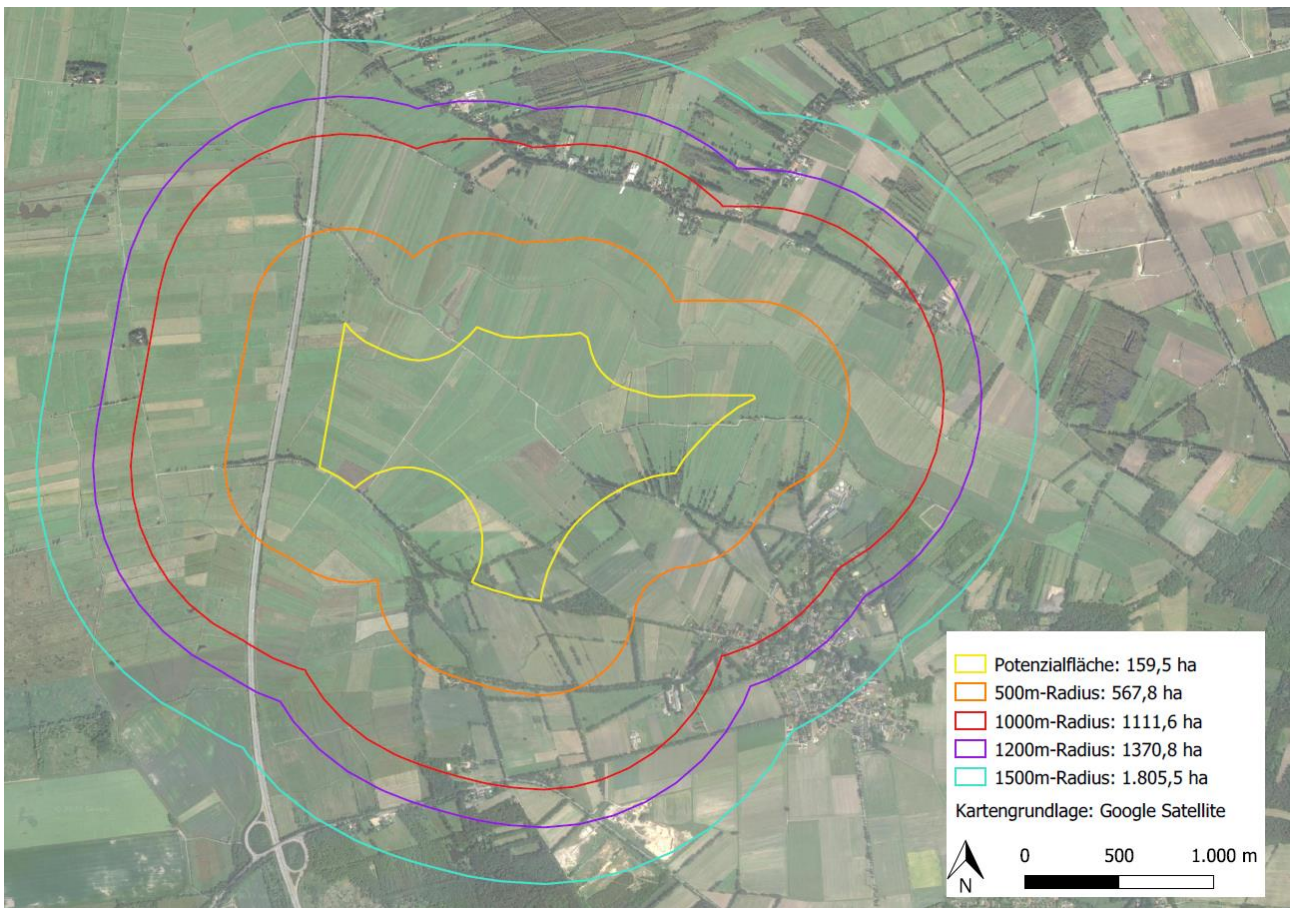 Potenzialfläche: 159,5 ha
500m-Radius: 567,8 ha
1000m-Radius: 1111,6 ha
1200m-Radius: 1370,8 ha
1500m-Radius: 1.805,5 ha
Kartengrundlage: Google Satellite
0 500 1.000 m
N